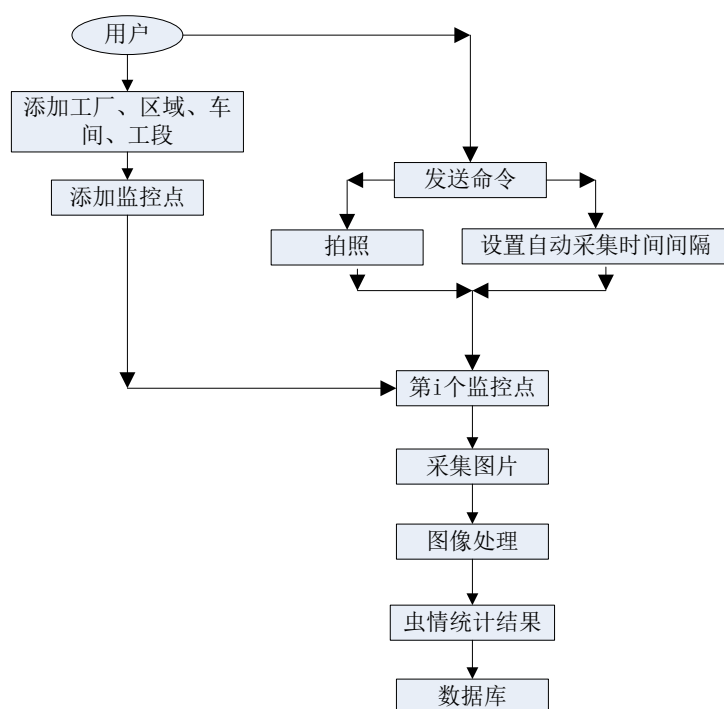 用户
添加工厂、区域、车
间、工段
发送命令
添加监控点
拍照
设置自动采集时间间隔
第i个监控点
采集图片
图像处理
虫情统计结果
数据库